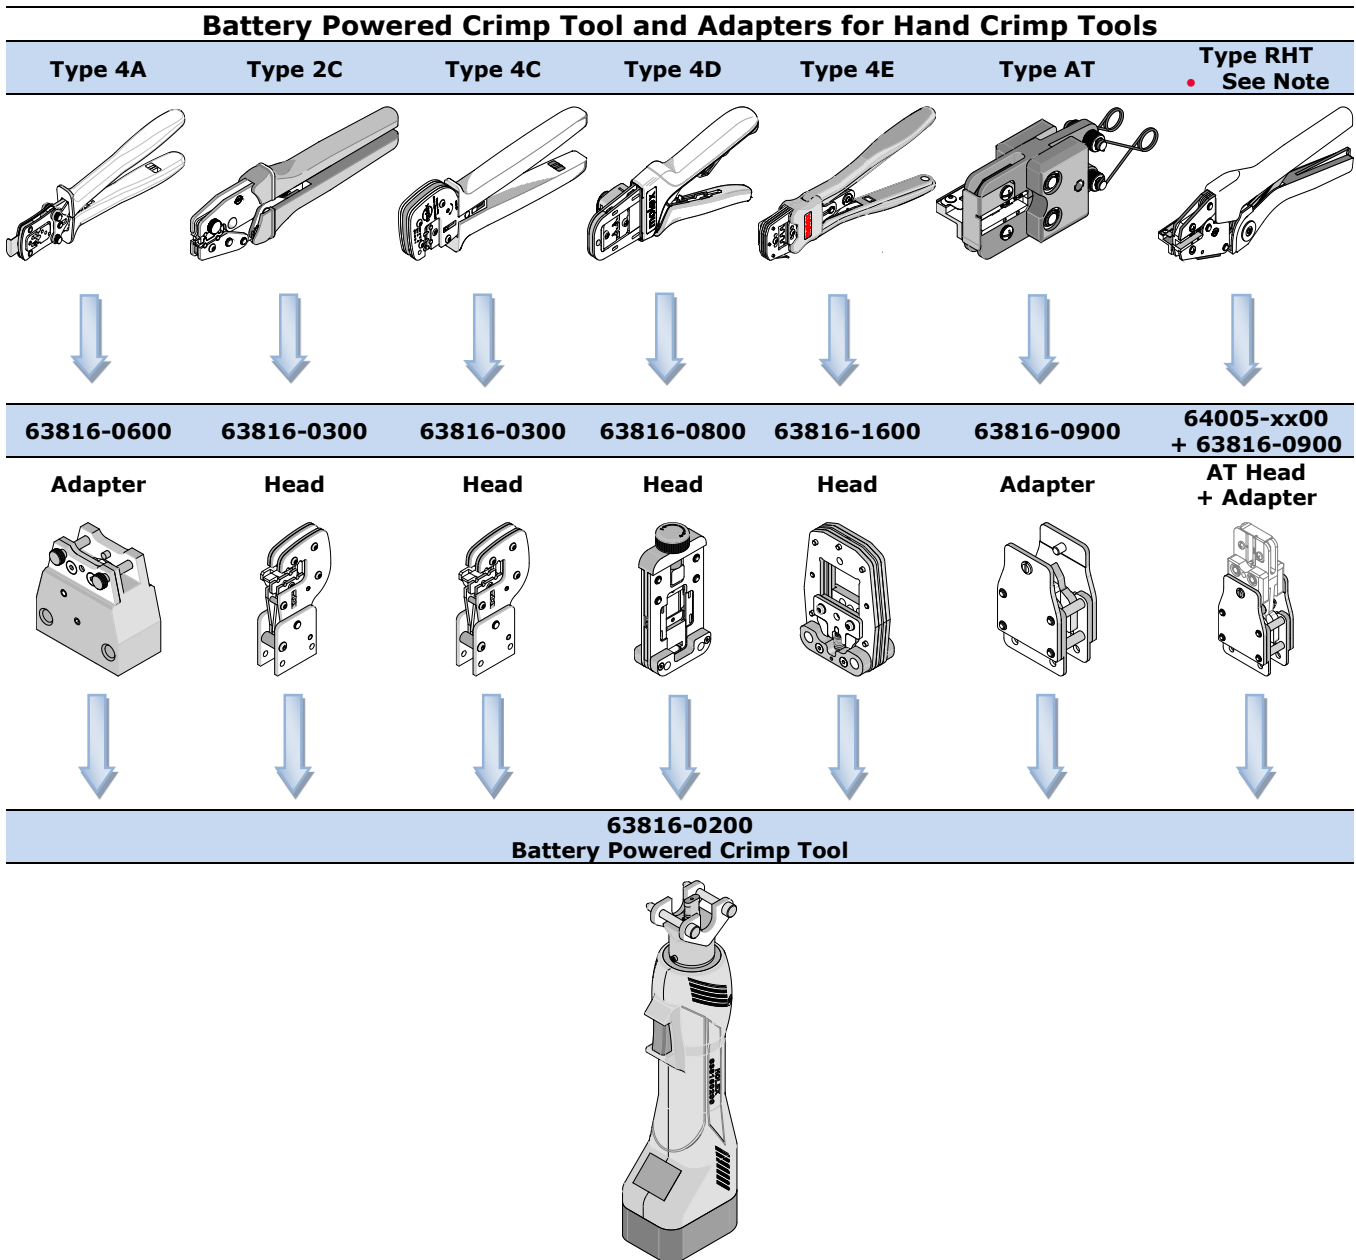 Battery Powered Crimp Tool and Adapters for Hand Crimp Tools
Type 4A Type 2C Type 4C Type 4D Type 4E Type AT Type RHT
• See Note
63816-0600 63816-0300 63816-0300 63816-0800 63816-1600 63816-0900 64005-xx00
+ 63816-0900
Adapter Head Head Head Head Adapter AT Head
+ Adapter
63816-0200
Battery Powered Crimp Tool